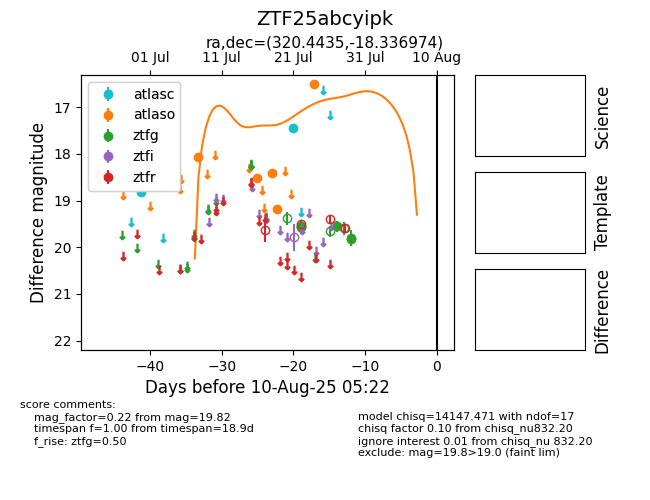 ZTF25abcyipk
ra,dec=(320.4435,-18.336974)
01 Jul 11 Jul 21 Jul 31 Jul 10 Aug
atlasc
atlaso
ztfg
ztfi
ztfr
17
18
19
20
21
22
Difference magnitude
−40 −30 −20 −10 0
Days before 10-Aug-25 05:22
Science
Template
Difference
score comments:
mag_factor=0.22 from mag=19.82
timespan f=1.00 from timespan=18.9d
f_rise: ztfg=0.50
model chisq=14147.471 with ndof=17
chisq factor 0.10 from chisq_nu832.20
ignore interest 0.01 from chisq_nu 832.20
exclude: mag=19.8>19.0 (faint lim)